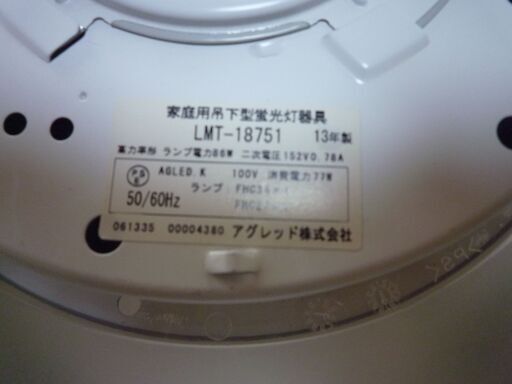 家庭用吊下型蛍光灯器具
LMT-18751 13年製
高力率形 ランプ電力86W 二次電圧152V0.78A
PS
E
AGLED.K 100V 消費電力77W
50/60Hz
ランプ:
061335 00004380 アグレッド株式会社
>PS<